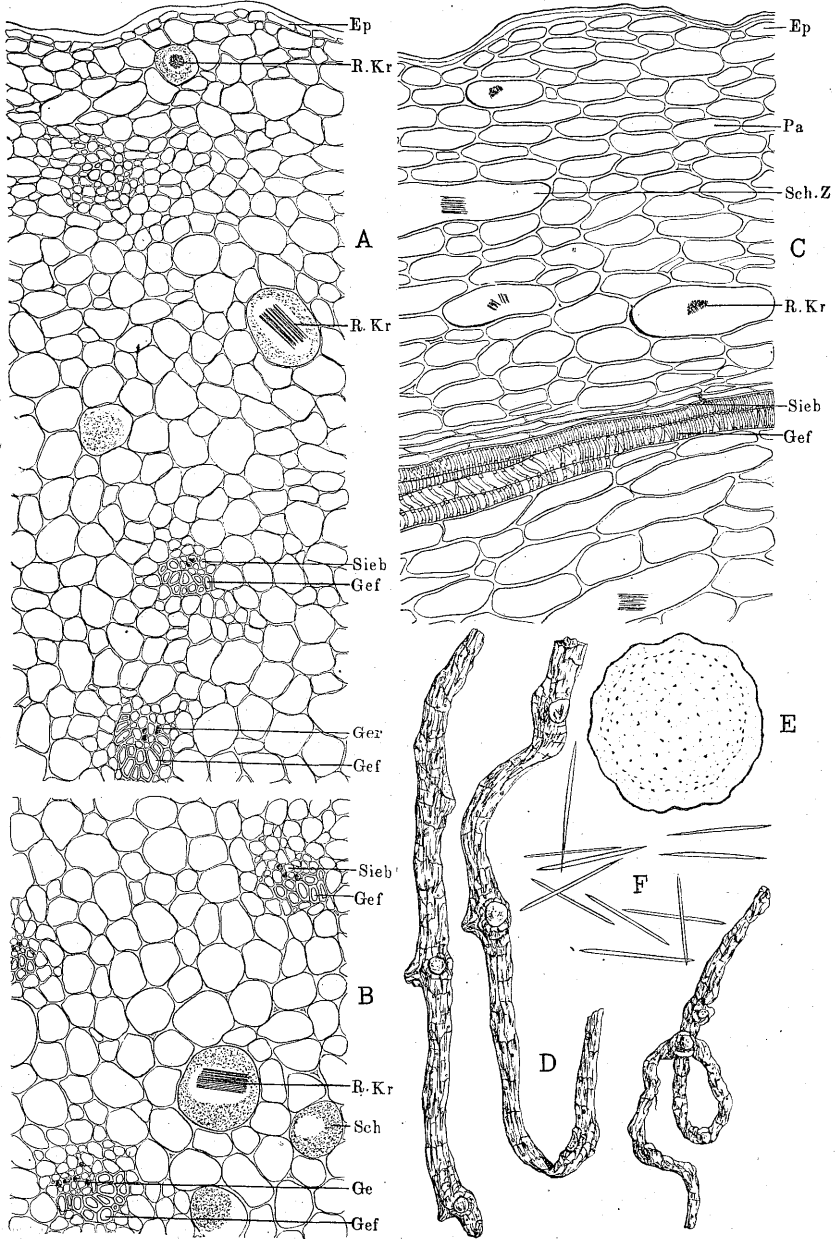 Ep
R.Kr
A
R.Kr
Sieb
Gef
Ger
Gef
Ep
Pa
Sch.Z
C
R.Kr
Sieb
Gef
E
F
D
Sieb
Gef
B
R.Kr
Sch
Ge
Gef